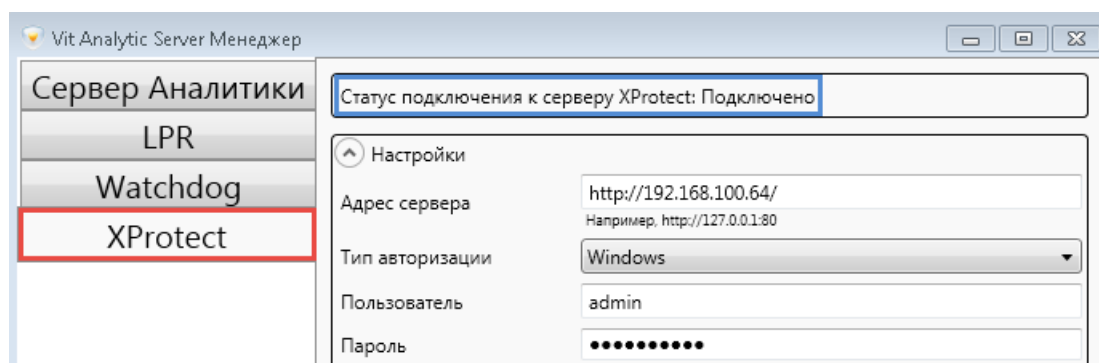 Vit Analytic Server Менеджер
Сервер Аналитики
LPR
Watchdog
XProtect
Статус подключения к серверу XProtect: Подключено
Настройки
Адрес сервера
http://192.168.100.64/
Например, http://127.0.0.1:80
Тип авторизации
Windows
Пользователь
admin
Пароль
●●●●●●●●●●